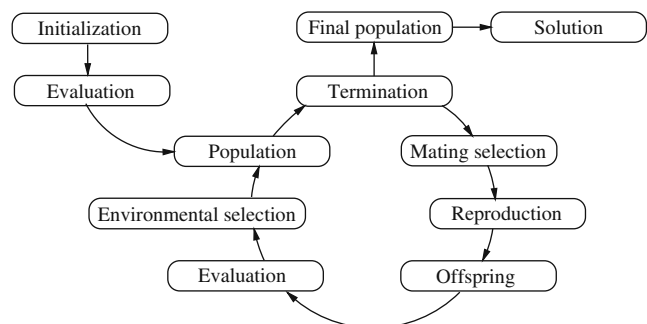 Initialization
Final population
Solution
Evaluation
Termination
Population
Mating selection
Environmental selection
Reproduction
Evaluation
Offspring